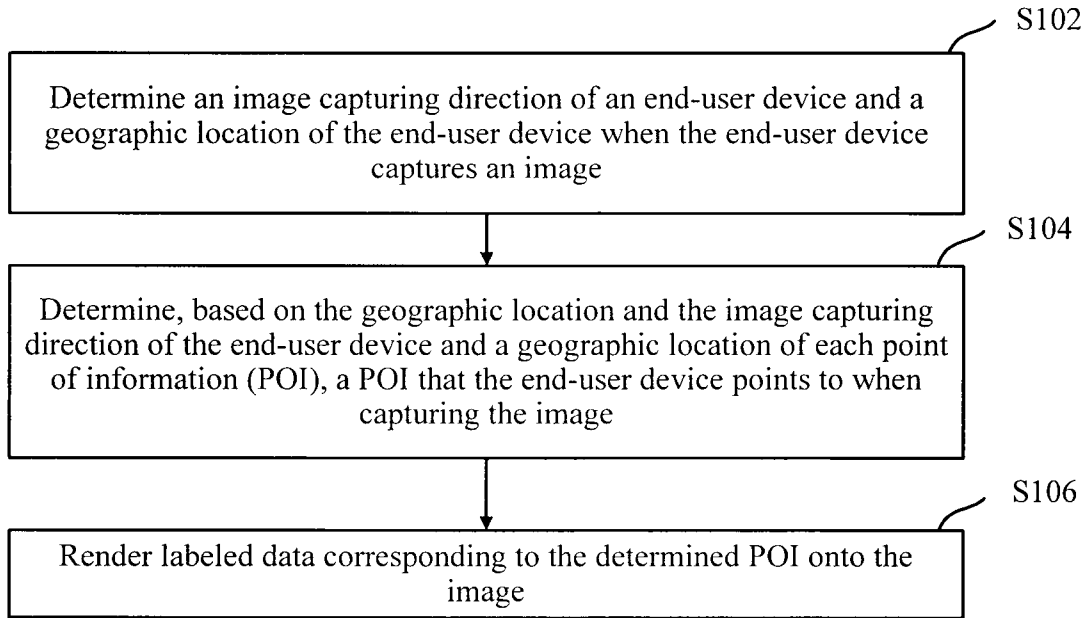 S102
Determine an image capturing direction of an end-user device and a
geographic location of the end-user device when the end-user device
captures an image
S104
Determine, based on the geographic location and the image capturing
direction of the end-user device and a geographic location of each point
of information (POI), a POI that the end-user device points to when
capturing the image
S106
Render labeled data corresponding to the determined POI onto the
image